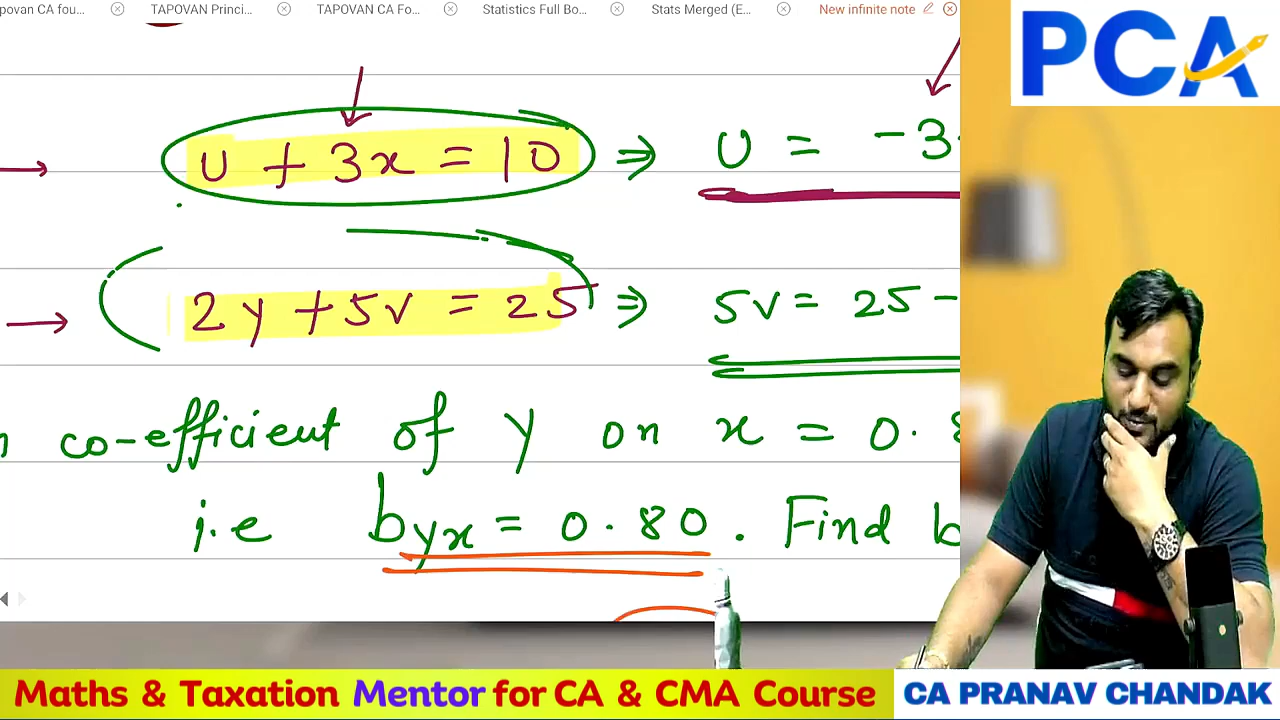 povan CA fou... TAPOVAN Princi... TAPOVAN CA Fo... Statistics Full Bo... Stats Merged (E... New infinite note
PCA
u + 3x = 10 ⇒ u = -3
2y + 5v = 25 ⇒ 5v = 25 -
co-efficient of y on x = 0.8
i.e byx = 0.80. Find b
Maths & Taxation Mentor for CA & CMA Course
CA PRANAV CHANDAK